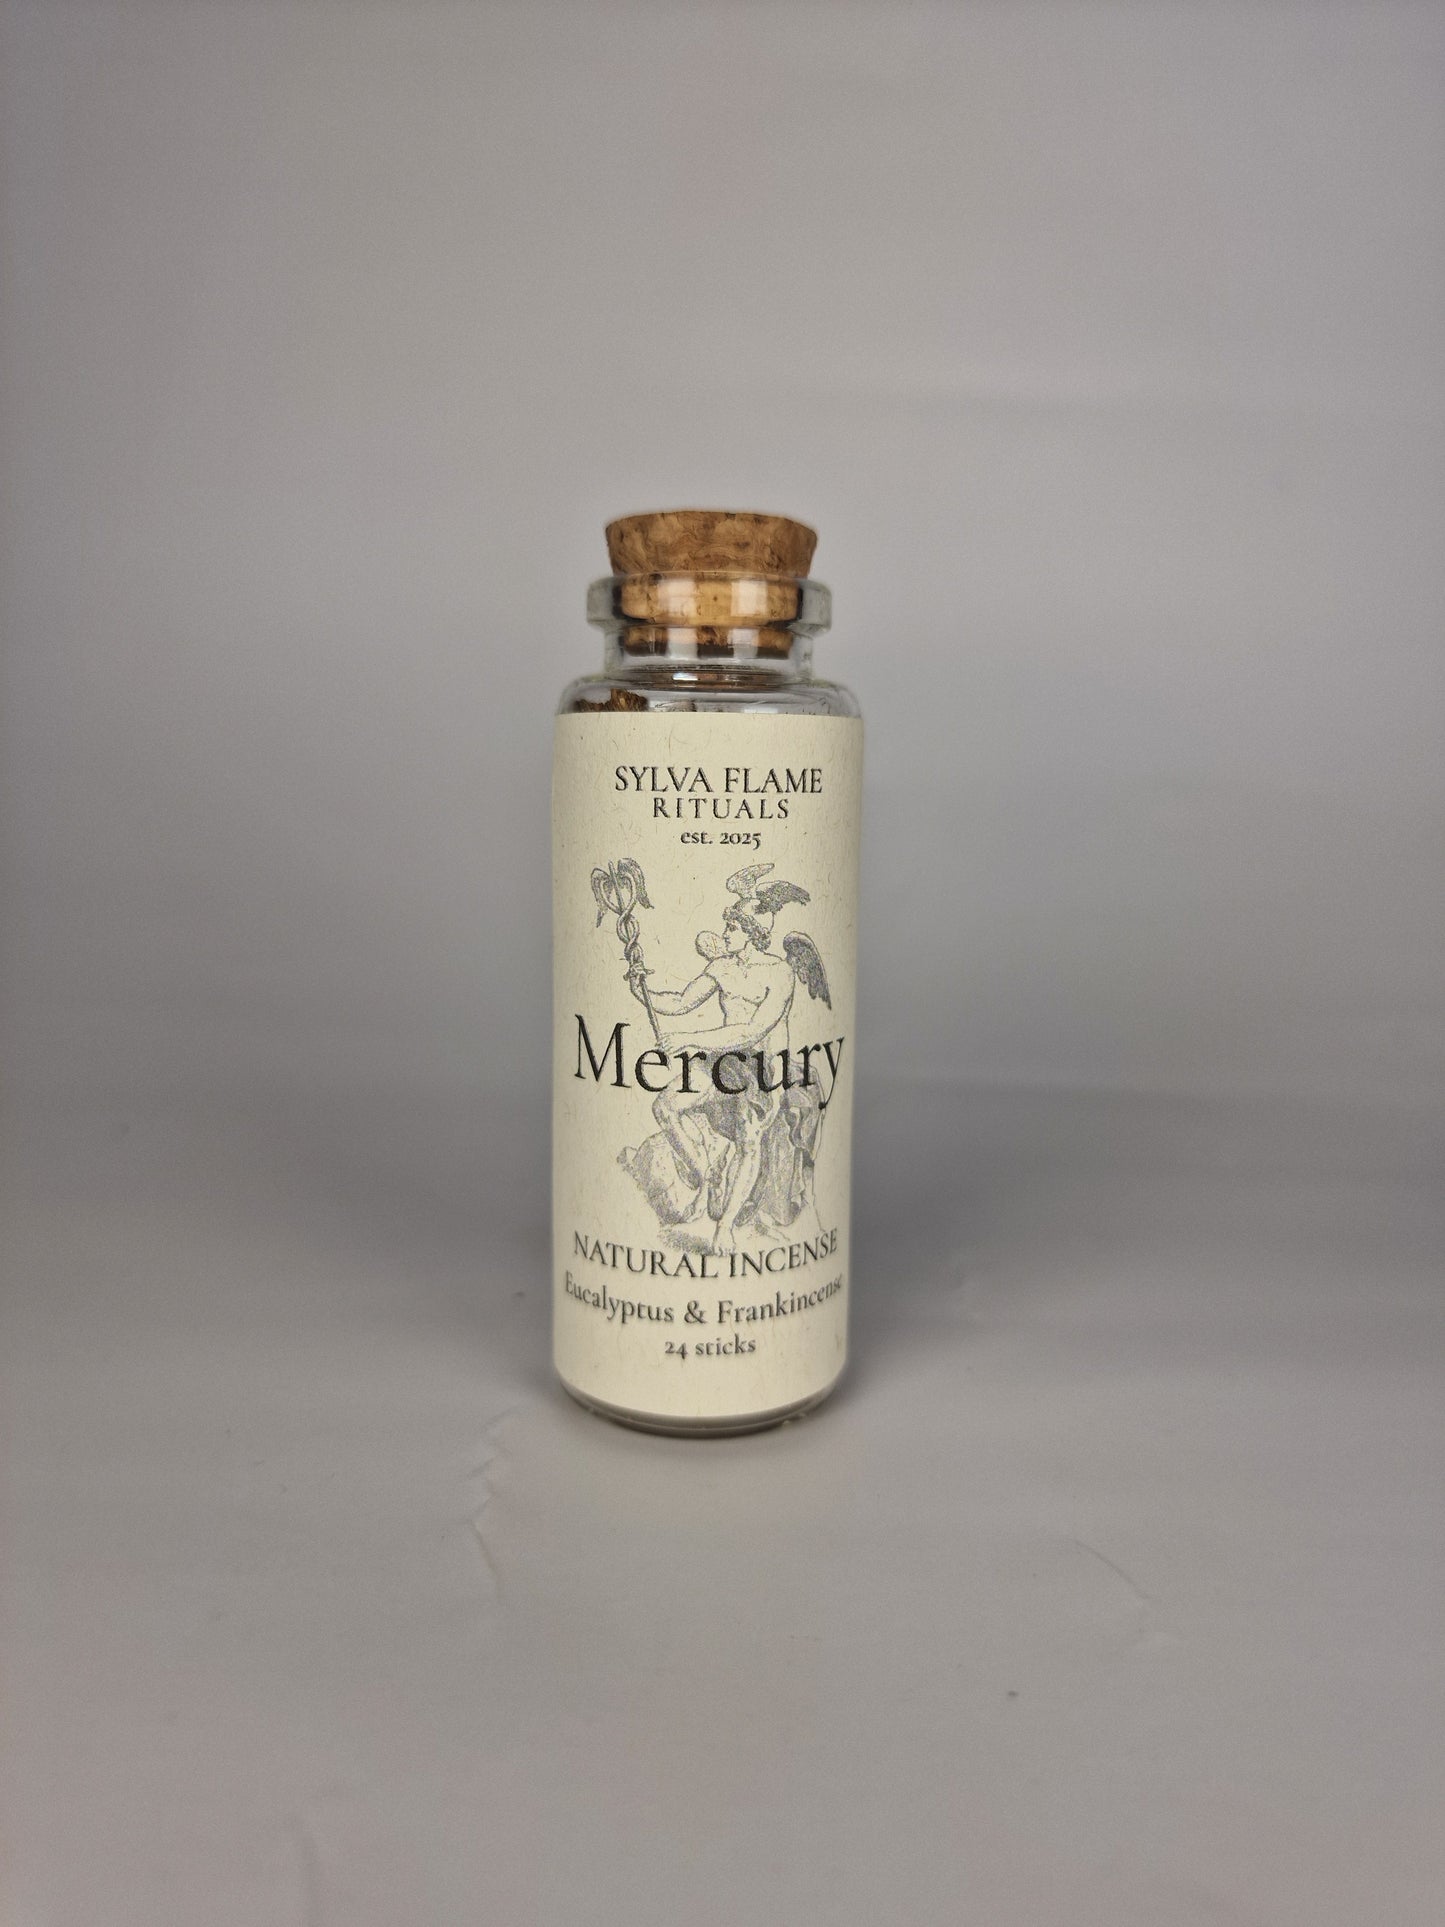 SYLVA FLAME
RITUALS
est. 2025
Mercury
NATURAL INCENSE
Eucalyptus & Frankincense
24 sticks